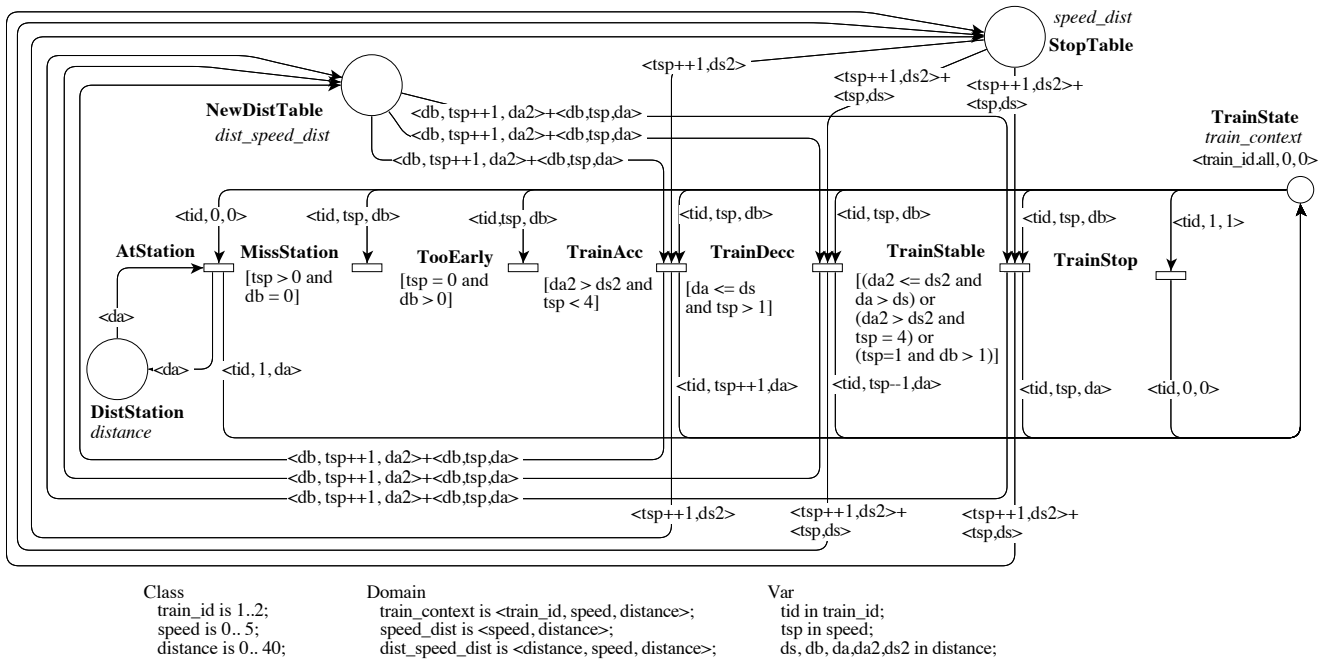 speed_dist
StopTable
<tsp++1,ds2>
<tsp++1,ds2>+
<tsp,ds>
<tsp++1,ds2>+
<tsp,ds>
NewDistTable
dist_speed_dist
<db, tsp++1, da2>+<db,tsp,da>
<db, tsp++1, da2>+<db,tsp,da>
<db, tsp++1, da2>+<db,tsp,da>
TrainState
train_context
<train_id.all, 0, 0>
<tid, 0, 0>
<tid, tsp, db>
<tid,tsp, db>
<tid, tsp, db>
<tid, tsp, db>
<tid, tsp, db>
<tid, 1, 1>
AtStation
MissStation
[tsp > 0 and
db = 0]
TooEarly
[tsp = 0 and
db > 0]
TrainAcc
[da2 > ds2 and
tsp < 4]
TrainDecc
[da <= ds
and tsp > 1]
TrainStable
[(da2 <= ds2 and
da > ds) or
(da2 > ds2 and
tsp = 4) or
(tsp=1 and db > 1)]
TrainStop
<da>
<da>
<tid, 1, da>
<tid, tsp++1,da>
<tid, tsp--1,da>
<tid, tsp, da>
<tid, 0, 0>
DistStation
distance
<db, tsp++1, da2>+<db,tsp,da>
<db, tsp++1, da2>+<db,tsp,da>
<db, tsp++1, da2>+<db,tsp,da>
<tsp++1,ds2>
<tsp++1,ds2>+
<tsp,ds>
<tsp++1,ds2>+
<tsp,ds>
Class
train_id is 1..2;
speed is 0.. 5;
distance is 0.. 40;
Domain
train_context is <train_id, speed, distance>;
speed_dist is <speed, distance>;
dist_speed_dist is <distance, speed, distance>;
Var
tid in train_id;
tsp in speed;
ds, db, da,da2,ds2 in distance;